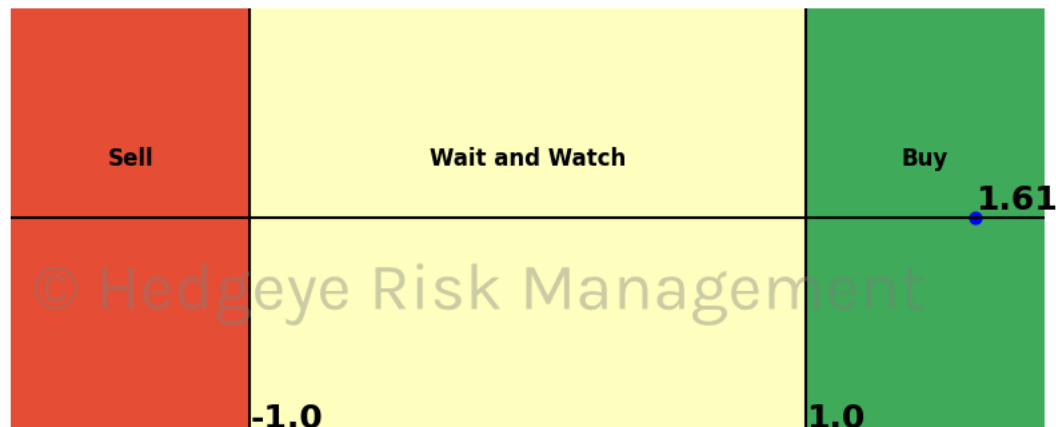 Sell
Wait and Watch
Buy
1.61
© Hedgeye Risk Management
-1.0
1.0